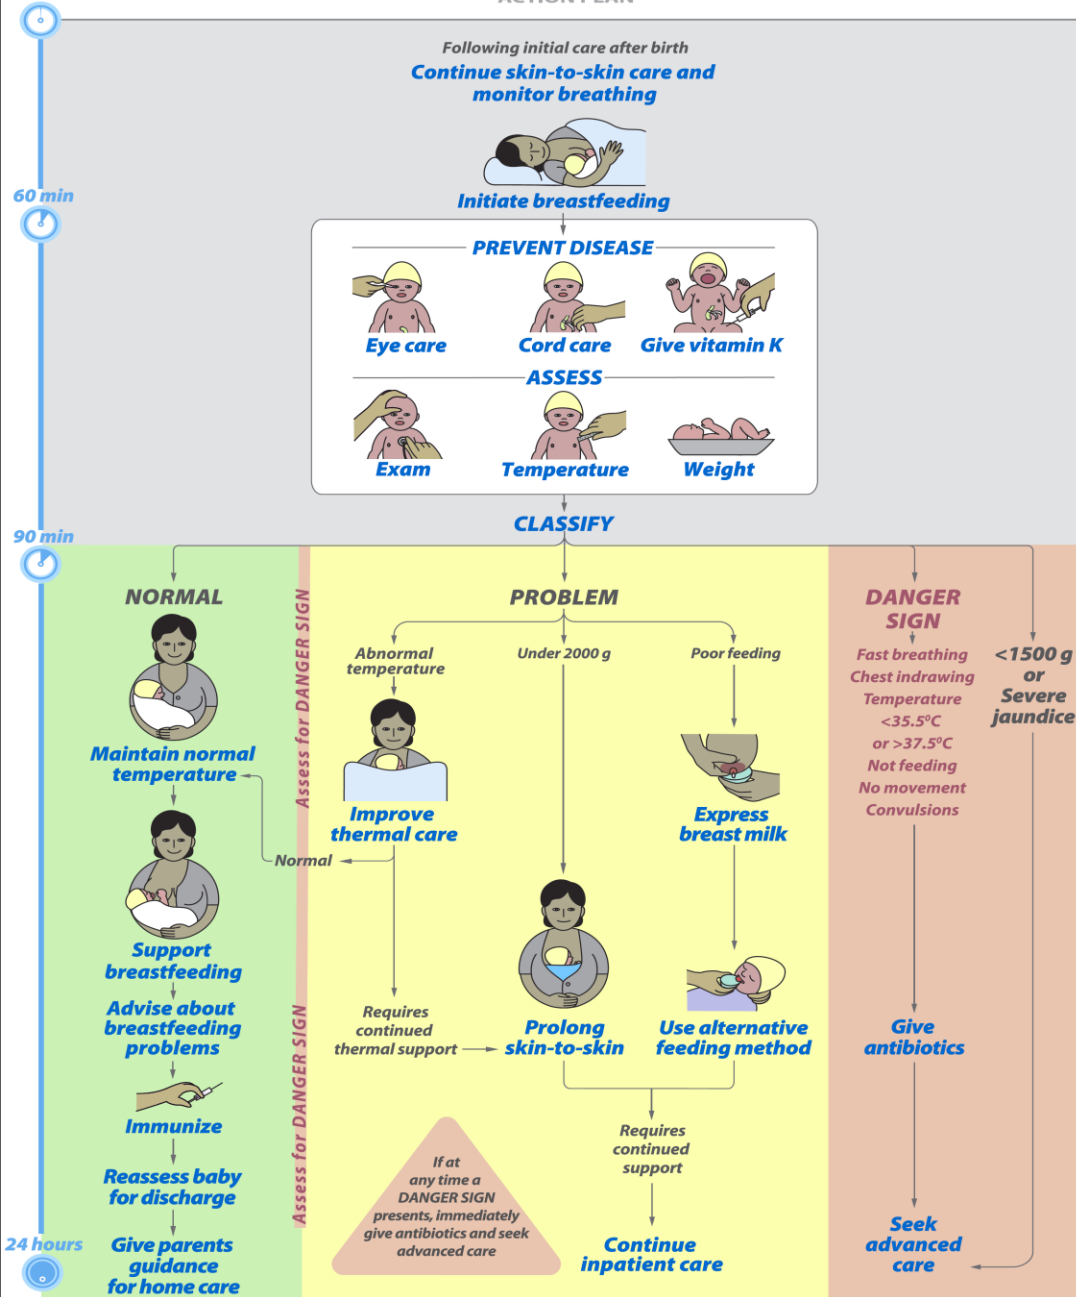 ACTION PLAN
Following initial care after birth
Continue skin-to-skin care and
monitor breathing
Initiate breastfeeding
60 min
PREVENT DISEASE
Eye care
Cord care
Give vitamin K
ASSESS
Exam
Temperature
Weight
CLASSIFY
90 min
NORMAL
Maintain normal
temperature
Support
breastfeeding
Advise about
breastfeeding
problems
Immunize
Reassess baby
for discharge
Give parents
guidance
for home care
24 hours
Assess for DANGER SIGN
Assess for DANGER SIGN
PROBLEM
Abnormal
temperature
Improve
thermal care
Normal
Requires
continued
thermal support
Under 2000 g
Prolong
skin-to-skin
Poor feeding
Express
breast milk
Use alternative
feeding method
Requires
continued
support
Continue
inpatient care
If at
any time a
DANGER SIGN
presents, immediately
give antibiotics and seek
advanced care
DANGER
SIGN
Fast breathing
Chest indrawing
Temperature
<35.5⁰C
or >37.5⁰C
Not feeding
No movement
Convulsions
Give
antibiotics
Seek
advanced
care
<1500 g
or
Severe
jaundice